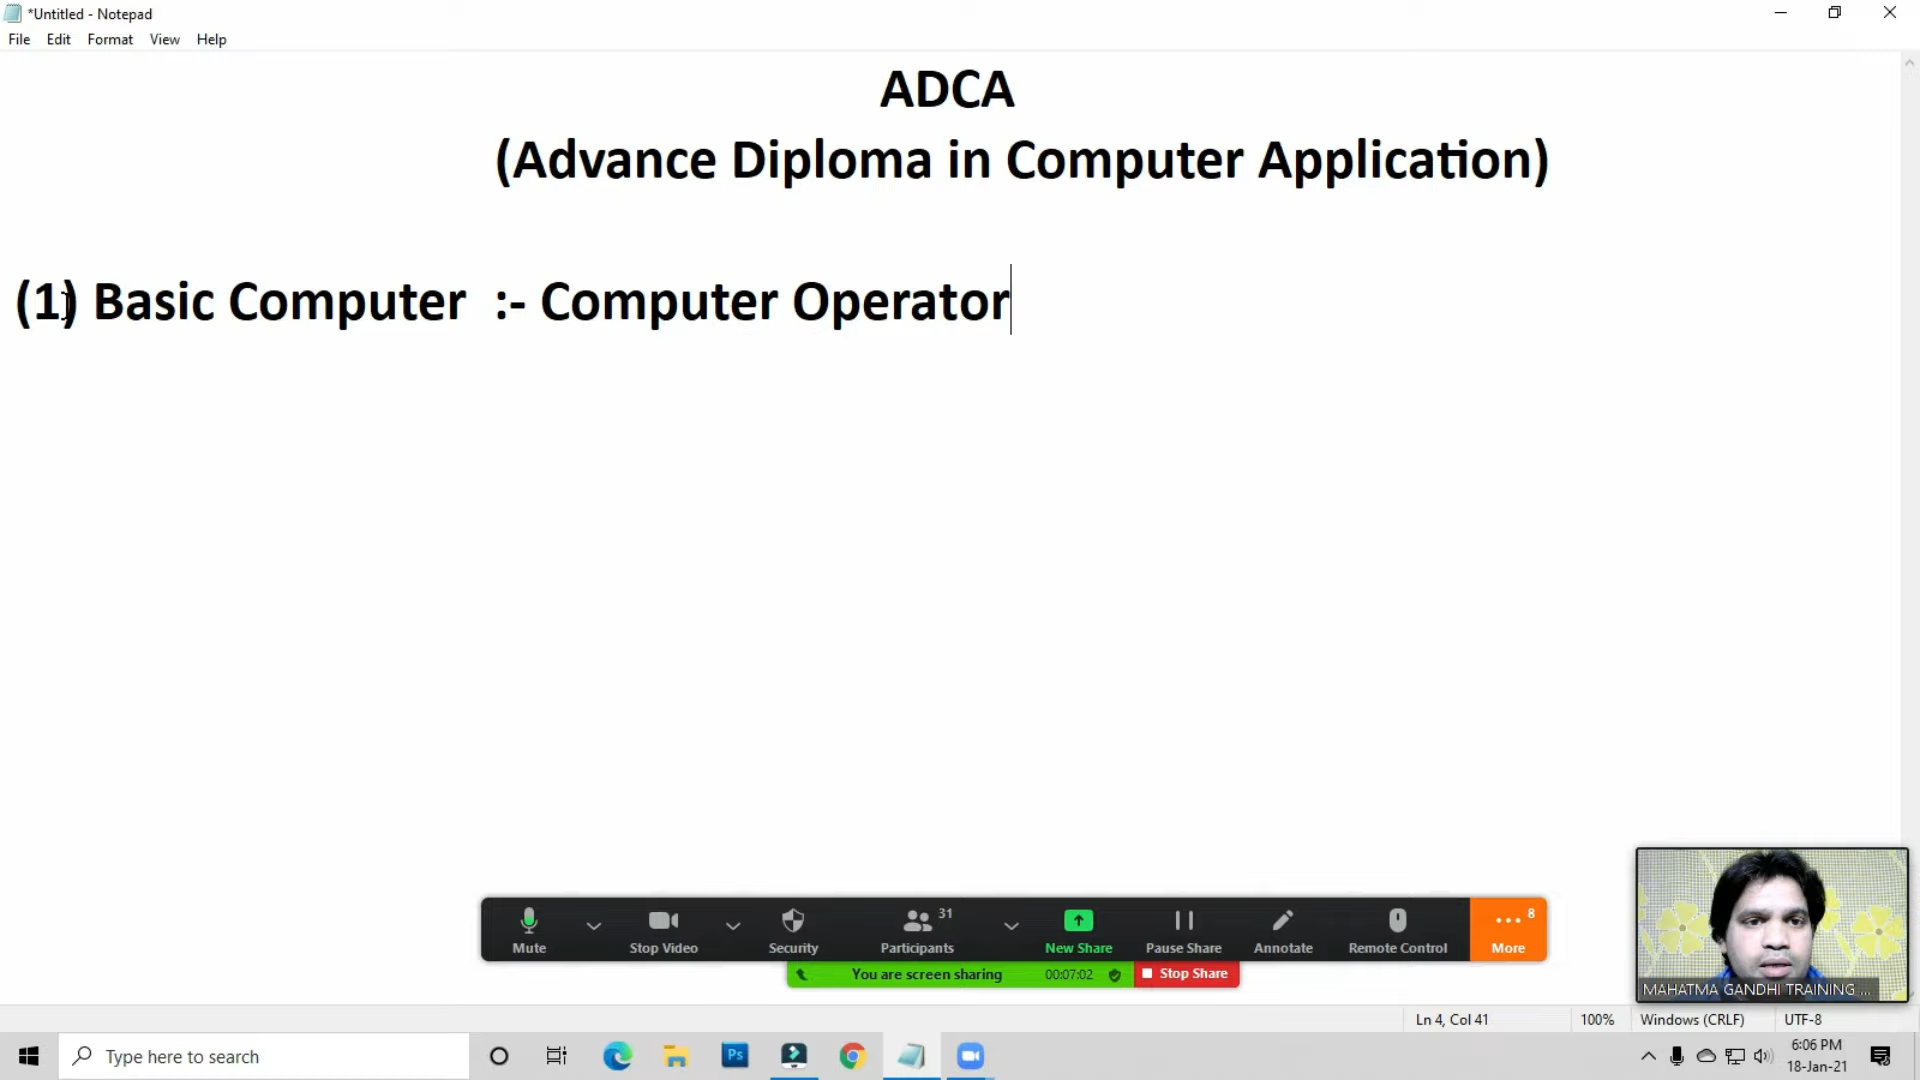 *Untitled - Notepad
File Edit Format View Help
ADCA
(Advance Diploma in Computer Application)
(1) Basic Computer :- Computer Operator
31
8
Mute Stop Video Security Participants New Share Pause Share Annotate Remote Control More
You are screen sharing 00:07:02 Stop Share
MAHATMA GANDHI TRAINING ...
Ln 4, Col 41 100% Windows (CRLF) UTF-8
Type here to search
Ps
6:06 PM
18-Jan-21